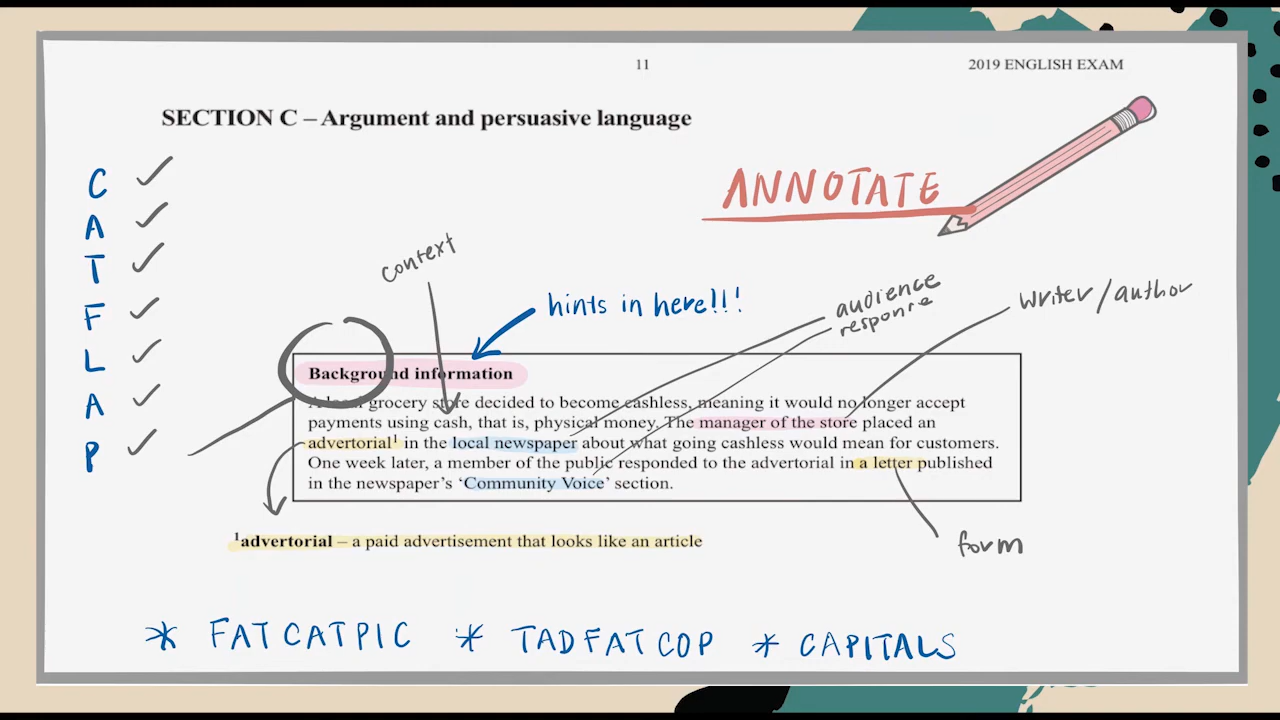 11
2019 ENGLISH EXAM
SECTION C – Argument and persuasive language
ANNOTATE
C
A
T
F
L
A
P
context
hints in here!!!
audience
response
writer/author
Background information
A local grocery store decided to become cashless, meaning it would no longer accept
payments using cash, that is, physical money. The manager of the store placed an
advertorial¹ in the local newspaper about what going cashless would mean for customers.
One week later, a member of the public responded to the advertorial in a letter published
in the newspaper's 'Community Voice' section.
¹advertorial – a paid advertisement that looks like an article
form
* FATCATPIC * TADFATCOP * CAPITALS